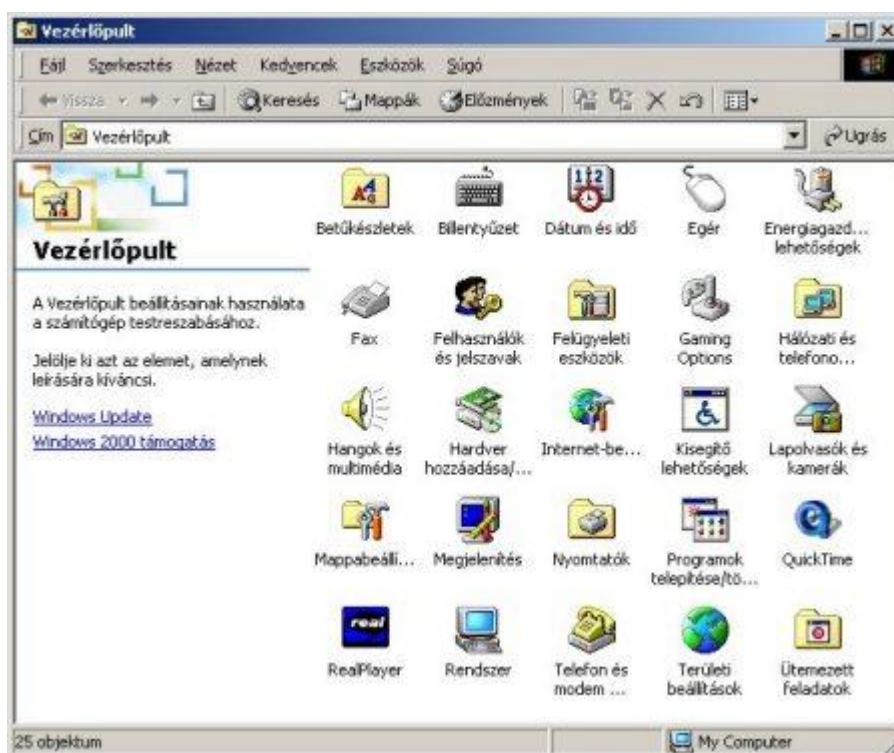 Vezérlőpult
Fájl Szerkesztés Nézet Kedvencek Eszközök Súgó
Vissza Keresés Mappák Előzmények
Cím Vezérlőpult Ugrás
Vezérlőpult
A Vezérlőpult beállításainak használata
a számítógép testreszabásához.
Jelölje ki azt az elemet, amelynek
leírására kíváncsi.
Windows Update
Windows 2000 támogatás
Betűkészletek
Billentyűzet
Dátum és idő
Egér
Energiagazd...
lehetőségek
Fax
Felhasználók
és jelszavak
Felügyeleti
eszközök
Gaming
Options
Hálózati és
telefono...
Hangok és
multimédia
Hardver
hozzáadása/...
Internet-be...
Kisegítő
lehetőségek
Lapolvasók és
kamerák
Mappabeálli...
Megjelenítés
Nyomtatók
Programok
telepítése/tö...
QuickTime
real
RealPlayer
Rendszer
Telefon és
modem ...
Területi
beállítások
Ütemezett
feladatok
25 objektum My Computer